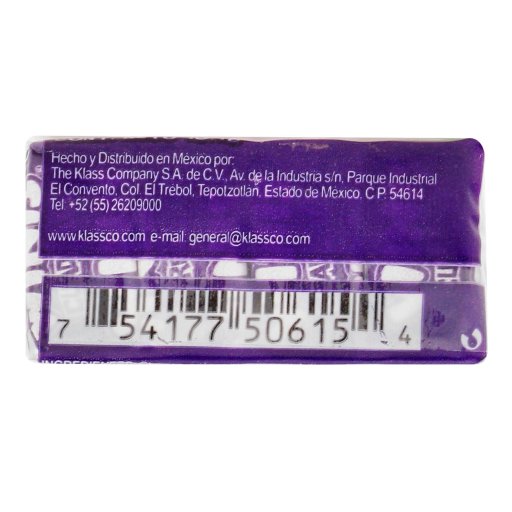 Hecho y Distribuido en México por:
The Klass Company S.A. de C.V., Av. de la Industria s/n, Parque Industrial
El Convento, Col. El Trébol, Tepotzotlán, Estado de México, C.P. 54614
Tel: +52 (55) 26209000
www.klassco.com e-mail: general@klassco.com
7 54177 50615 4